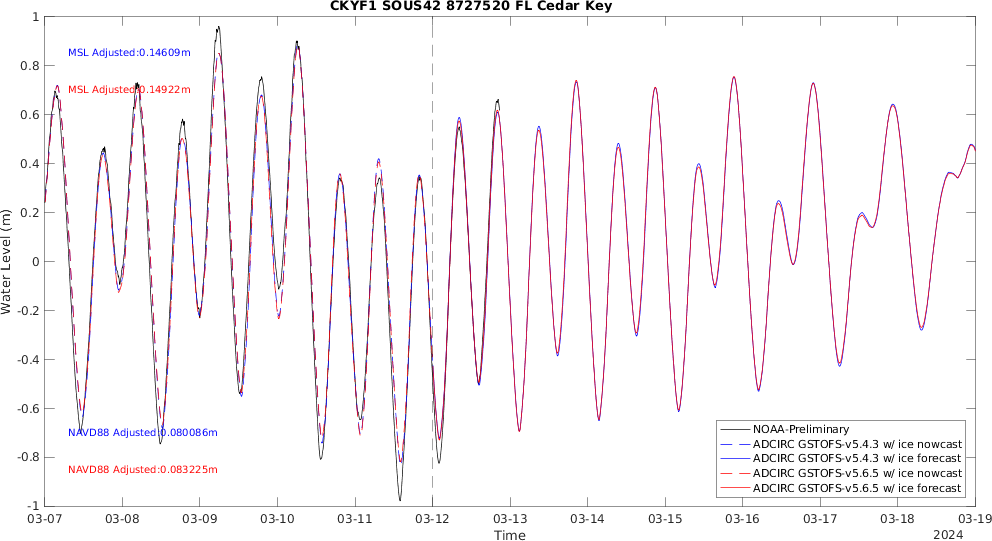 CKYF1 SOUS42 8727520 FL Cedar Key
1
0.8
0.6
0.4
0.2
0
-0.2
-0.4
-0.6
-0.8
-1
Water Level (m)
MSL Adjusted:0.14609m
MSL Adjusted:0.14922m
NAVD88 Adjusted:0.080086m
NAVD88 Adjusted:0.083225m
NOAA-Preliminary
ADCIRC GSTOFS-v5.4.3 w/ ice nowcast
ADCIRC GSTOFS-v5.4.3 w/ ice forecast
ADCIRC GSTOFS-v5.6.5 w/ ice nowcast
ADCIRC GSTOFS-v5.6.5 w/ ice forecast
03-07 03-08 03-09 03-10 03-11 03-12 03-13 03-14 03-15 03-16 03-17 03-18 03-19
Time
2024